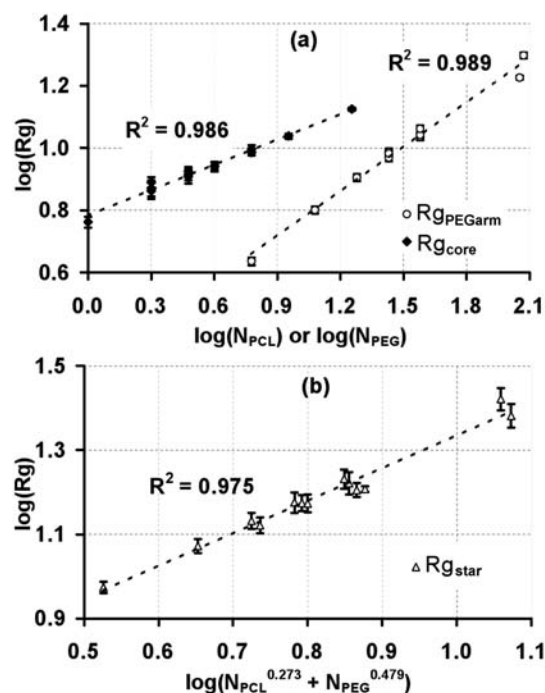 (a)
1.4
1.2
1.0
0.8
0.6
log(Rg)
R² = 0.986
R² = 0.989
Rg_PEGarm
Rg_core
0.0 0.3 0.6 0.9 1.2 1.5 1.8 2.1
log(N_PCL) or log(N_PEG)
(b)
1.5
1.3
1.1
0.9
log(Rg)
R² = 0.975
Rg_star
0.5 0.6 0.7 0.8 0.9 1.0 1.1
log(N_PCL^0.273 + N_PEG^0.479)